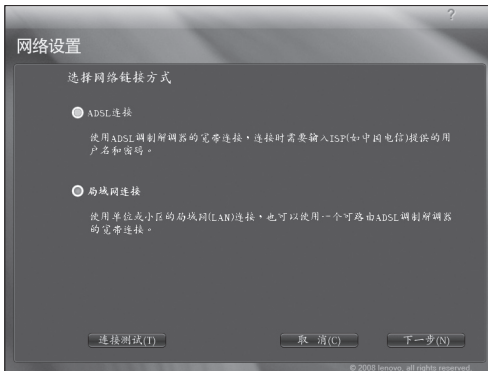 ?
网络设置
选择网络链接方式
ADSL连接
使用ADSL调制解调器的宽带连接，连接时需要输入ISP(如中国电信)提供的用
户名和密码。
局域网连接
使用单位或小区的局域网(LAN)连接，也可以使用一个可路由ADSL调制解调器
的宽带连接。
连接测试(T)
取 消(C)
下一步(N)
© 2008 lenovo. all rights reserved